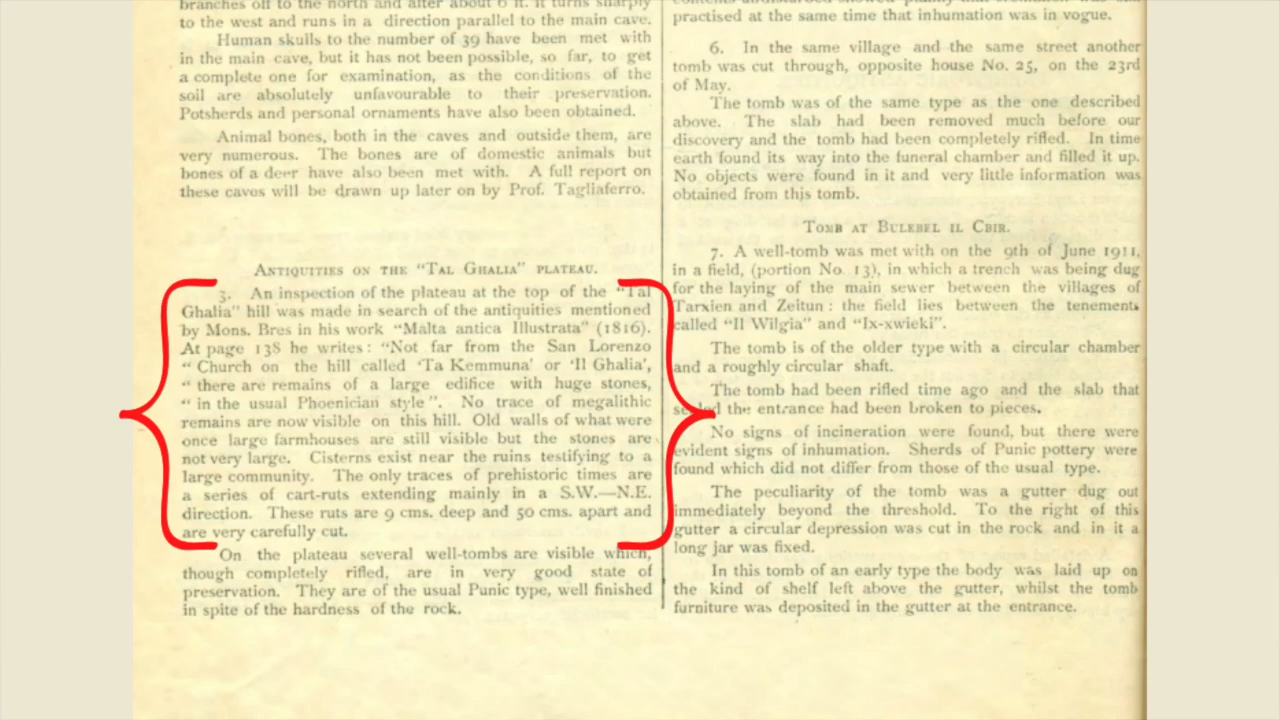 branches off to the north and after about 6 ft. it turns sharply
to the west and runs in a direction parallel to the main cave.
Human skulls to the number of 39 have been met with
in the main cave, but it has not been possible, so far, to get
a complete one for examination, as the conditions of the
soil are absolutely unfavourable to their preservation.
Potsherds and personal ornaments have also been obtained.
Animal bones, both in the caves and outside them, are
very numerous. The bones are of domestic animals but
bones of a deer have also been met with. A full report on
these caves will be drawn up later on by Prof. Tagliaferro.
Antiquities on the "Tal Ghalia" plateau.
3. An inspection of the plateau at the top of the "Tal
Ghalia" hill was made in search of the antiquities mentioned
by Mons. Bres in his work "Malta antica Illustrata" (1816).
At page 138 he writes: "Not far from the San Lorenzo
" Church on the hill called 'Ta Kemmuna' or 'Il Ghalia',
" there are remains of a large edifice with huge stones,
" in the usual Phoenician style". No trace of megalithic
remains are now visible on this hill. Old walls of what were
once large farmhouses are still visible but the stones are
not very large. Cisterns exist near the ruins testifying to a
large community. The only traces of prehistoric times are
a series of cart-ruts extending mainly in a S.W.—N.E.
direction. These ruts are 9 cms. deep and 50 cms. apart and
are very carefully cut.
On the plateau several well-tombs are visible which,
though completely rifled, are in very good state of
preservation. They are of the usual Punic type, well finished
in spite of the hardness of the rock.
practised at the same time that inhumation was in vogue.
6. In the same village and the same street another
tomb was cut through, opposite house No. 25, on the 23rd
of May.
The tomb was of the same type as the one described
above. The slab had been removed much before our
discovery and the tomb had been completely rifled. In time
earth found its way into the funeral chamber and filled it up.
No objects were found in it and very little information was
obtained from this tomb.
Tomb at Bulebel il Cbir.
7. A well-tomb was met with on the 9th of June 1911,
in a field, (portion No. 13), in which a trench was being dug
for the laying of the main sewer between the villages of
Tarxien and Zeitun: the field lies between the tenements
called "Il Wilgia" and "Ix-xwieki".
The tomb is of the older type with a circular chamber
and a roughly circular shaft.
The tomb had been rifled time ago and the slab that
sealed the entrance had been broken to pieces.
No signs of incineration were found, but there were
evident signs of inhumation. Sherds of Punic pottery were
found which did not differ from those of the usual type.
The peculiarity of the tomb was a gutter dug out
immediately beyond the threshold. To the right of this
gutter a circular depression was cut in the rock and in it a
long jar was fixed.
In this tomb of an early type the body was laid up on
the kind of shelf left above the gutter, whilst the tomb
furniture was deposited in the gutter at the entrance.